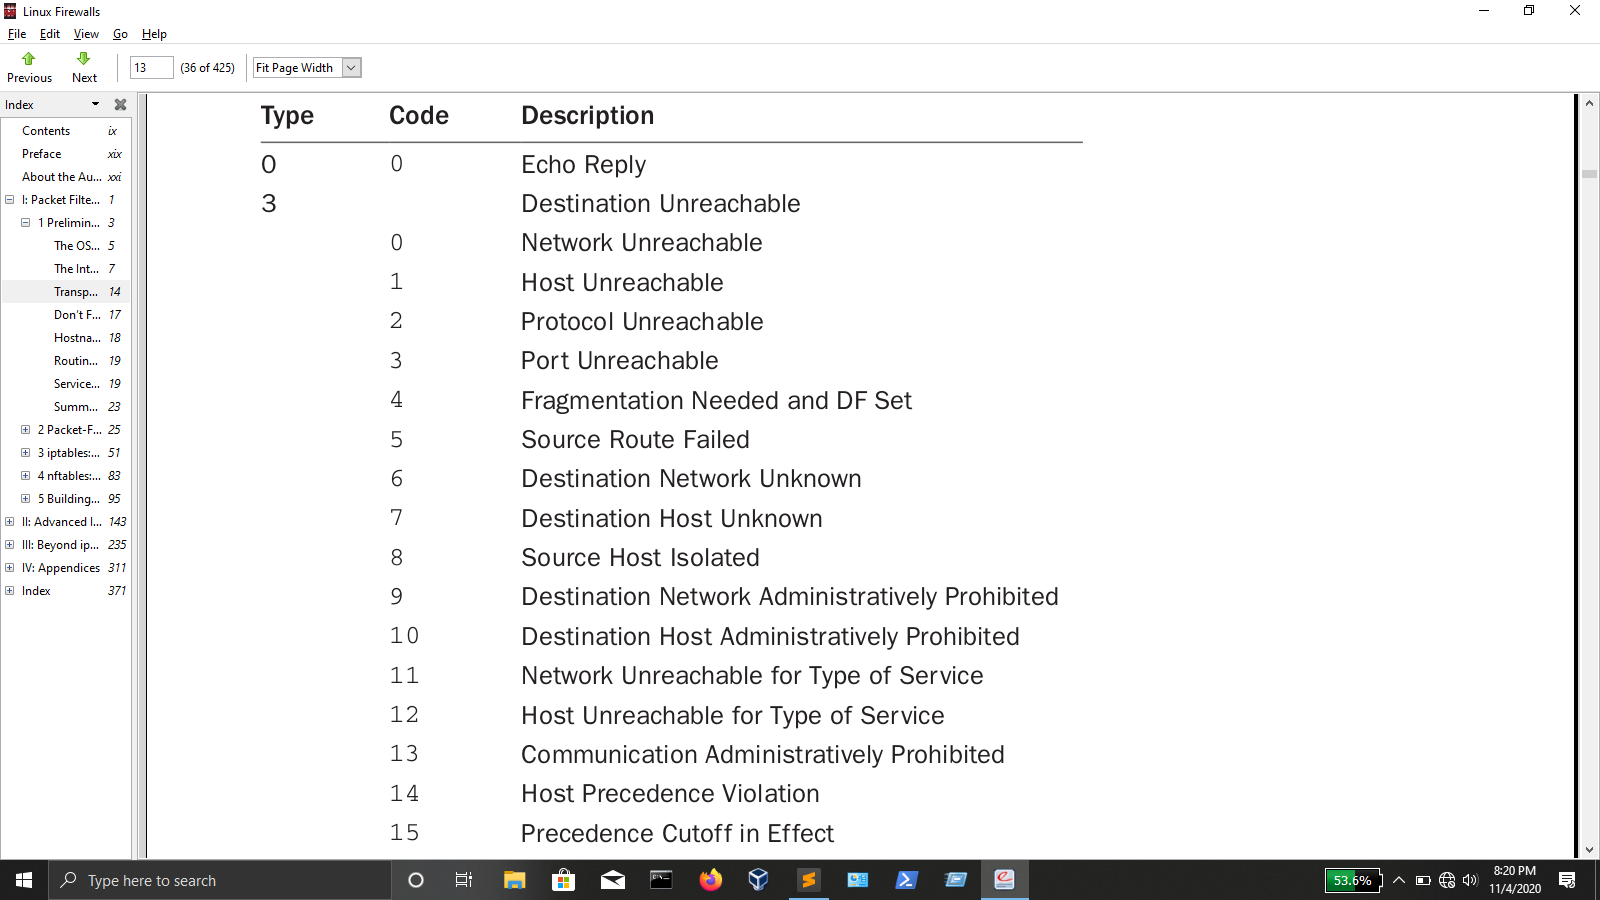 Linux Firewalls
File Edit View Go Help
Previous Next 13 (36 of 425) Fit Page Width
Index
Contents ix
Preface xix
About the Au... xxi
I: Packet Filte... 1
1 Prelimin... 3
The OS... 5
The Int... 7
Transp... 14
Don't F... 17
Hostna... 18
Routin... 19
Service... 19
Summ... 23
2 Packet-F... 25
3 iptables:... 51
4 nftables:... 83
5 Building... 95
II: Advanced I... 143
III: Beyond ip... 235
IV: Appendices 311
Index 371
Type Code Description
0 0 Echo Reply
3 Destination Unreachable
0 Network Unreachable
1 Host Unreachable
2 Protocol Unreachable
3 Port Unreachable
4 Fragmentation Needed and DF Set
5 Source Route Failed
6 Destination Network Unknown
7 Destination Host Unknown
8 Source Host Isolated
9 Destination Network Administratively Prohibited
10 Destination Host Administratively Prohibited
11 Network Unreachable for Type of Service
12 Host Unreachable for Type of Service
13 Communication Administratively Prohibited
14 Host Precedence Violation
15 Precedence Cutoff in Effect
Type here to search
53.6%
8:20 PM
11/4/2020